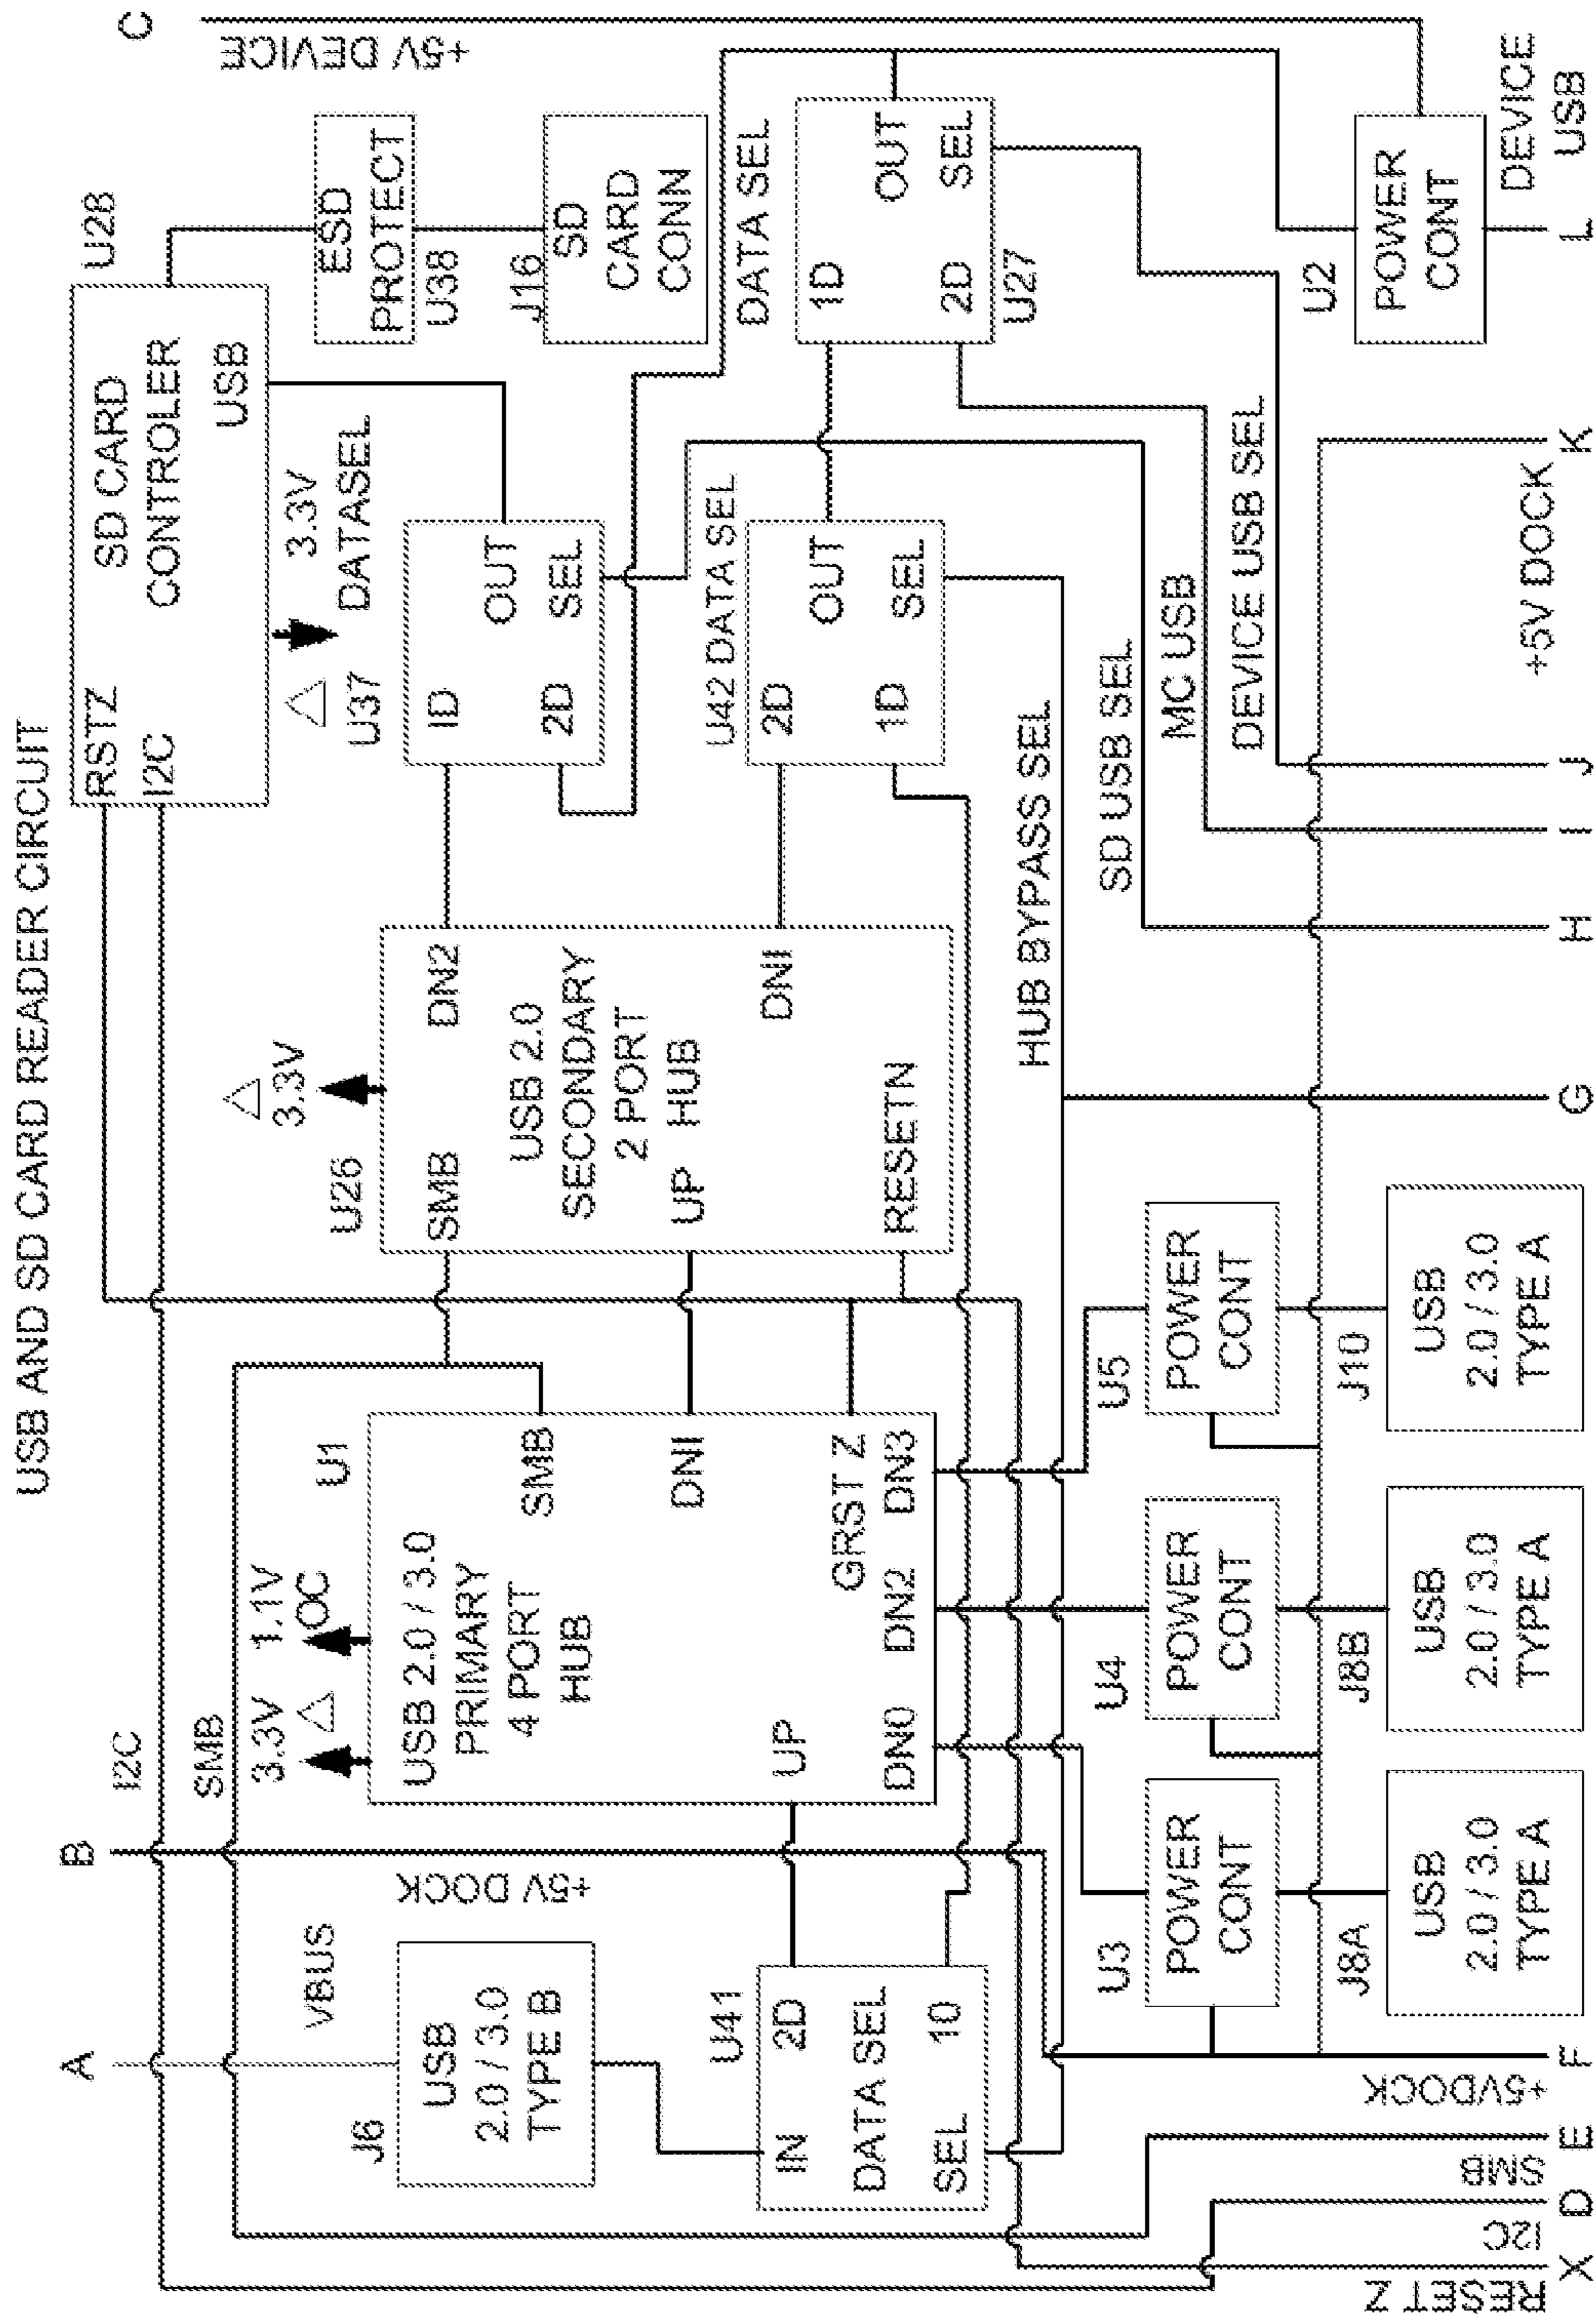 USB AND SD CARD READER CIRCUIT
A
B
C
VBUS
I2C
SMB
+5V DOCK
+5V DEVICE
J6
USB
2.0 / 3.0
TYPE B
U41
IN
2D
DATA SEL
SEL
10
3.3V
1.1V
OC
U1
USB 2.0 / 3.0
PRIMARY
4 PORT
HUB
SMB
DNI
UP
GRST Z
DN0
DN2
DN3
3.3V
U26
SMB
DN2
USB 2.0
SECONDARY
2 PORT
HUB
UP
DNI
RESETN
RSTZ
I2C
SD CARD
CONTROLER
USB
U28
3.3V
U37
DATASEL
ID
OUT
2D
SEL
ESD
PROTECT
U38
J16
SD
CARD
CONN
U42 DATA SEL
2D
OUT
1D
SEL
DATA SEL
1D
OUT
2D
SEL
U27
HUB BYPASS SEL
SD USB SEL
MC USB
DEVICE USB SEL
U3
POWER
CONT
U4
POWER
CONT
U5
POWER
CONT
U2
POWER
CONT
J8A
USB
2.0 / 3.0
TYPE A
J8B
USB
2.0 / 3.0
TYPE A
J10
USB
2.0 / 3.0
TYPE A
+5V DOCK
DEVICE
USB
RESET Z
I2C
SMB
+5VDOCK
X
D
E
F
G
H
I
J
K
L